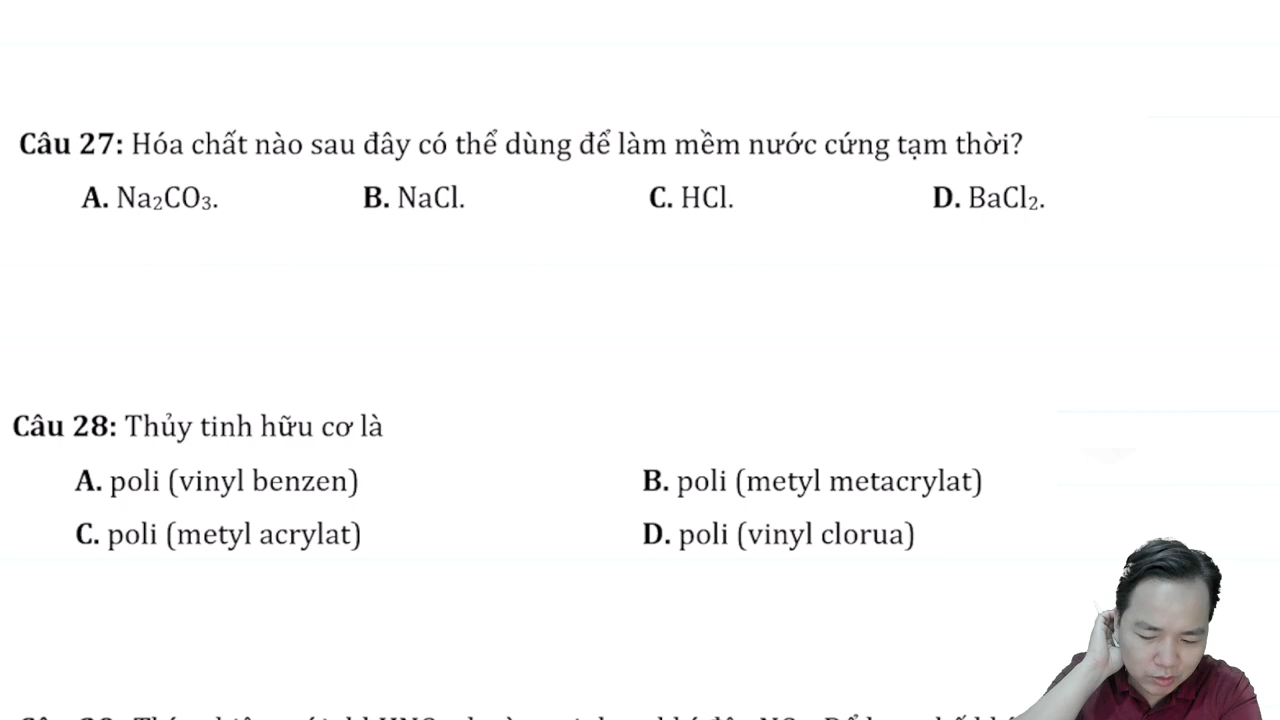 Câu 27: Hóa chất nào sau đây có thể dùng để làm mềm nước cứng tạm thời?
A. Na₂CO₃. B. NaCl. C. HCl. D. BaCl₂.
Câu 28: Thủy tinh hữu cơ là
A. poli (vinyl benzen) B. poli (metyl metacrylat)
C. poli (metyl acrylat) D. poli (vinyl clorua)